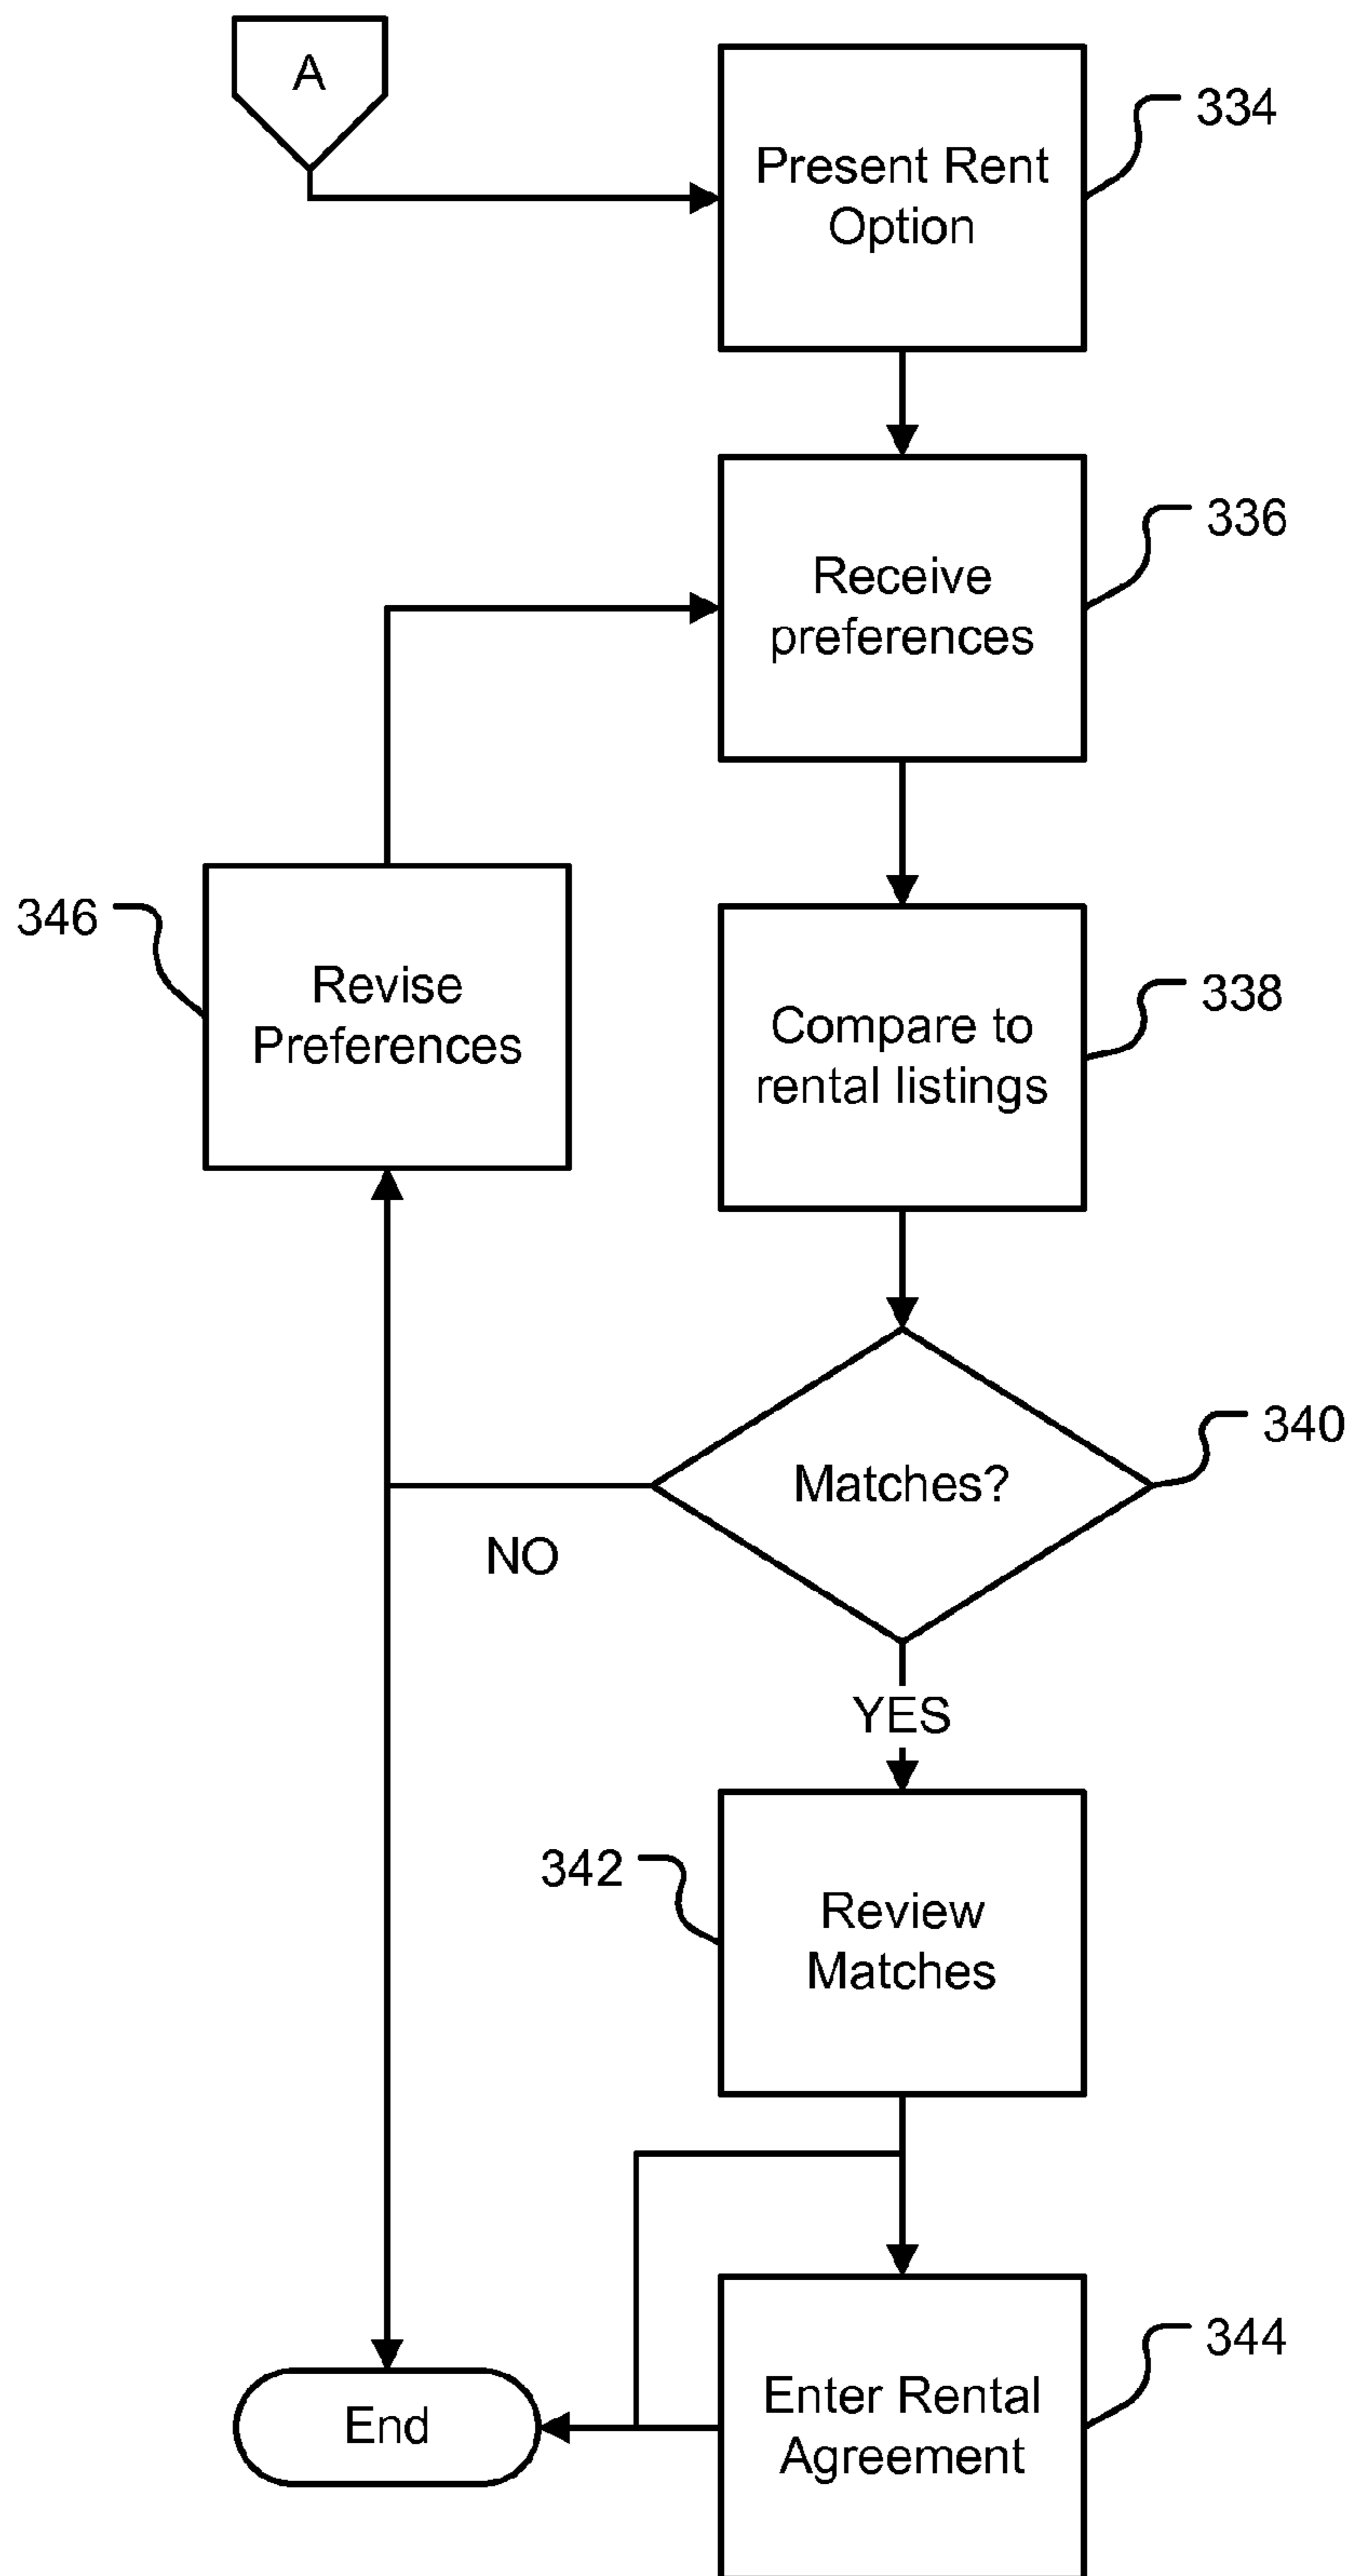 A
Present Rent
Option
334
Receive
preferences
336
Revise
Preferences
346
Compare to
rental listings
338
Matches?
340
NO
YES
342
Review
Matches
Enter Rental
Agreement
344
End